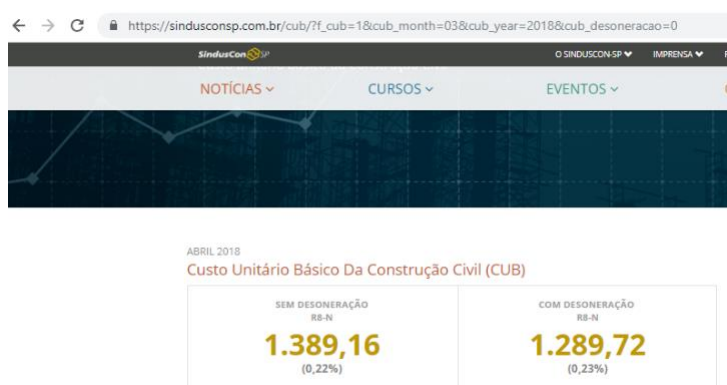 https://sindusconsp.com.br/cub/?f_cub=1&cub_month=03&cub_year=2018&cub_desoneracao=0
SindusCon SP O SINDUSCON-SP IMPRENSA
NOTÍCIAS CURSOS EVENTOS
ABRIL 2018
Custo Unitário Básico Da Construção Civil (CUB)
SEM DESONERAÇÃO COM DESONERAÇÃO
R8-N R8-N
1.389,16 1.289,72
(0,22%) (0,23%)